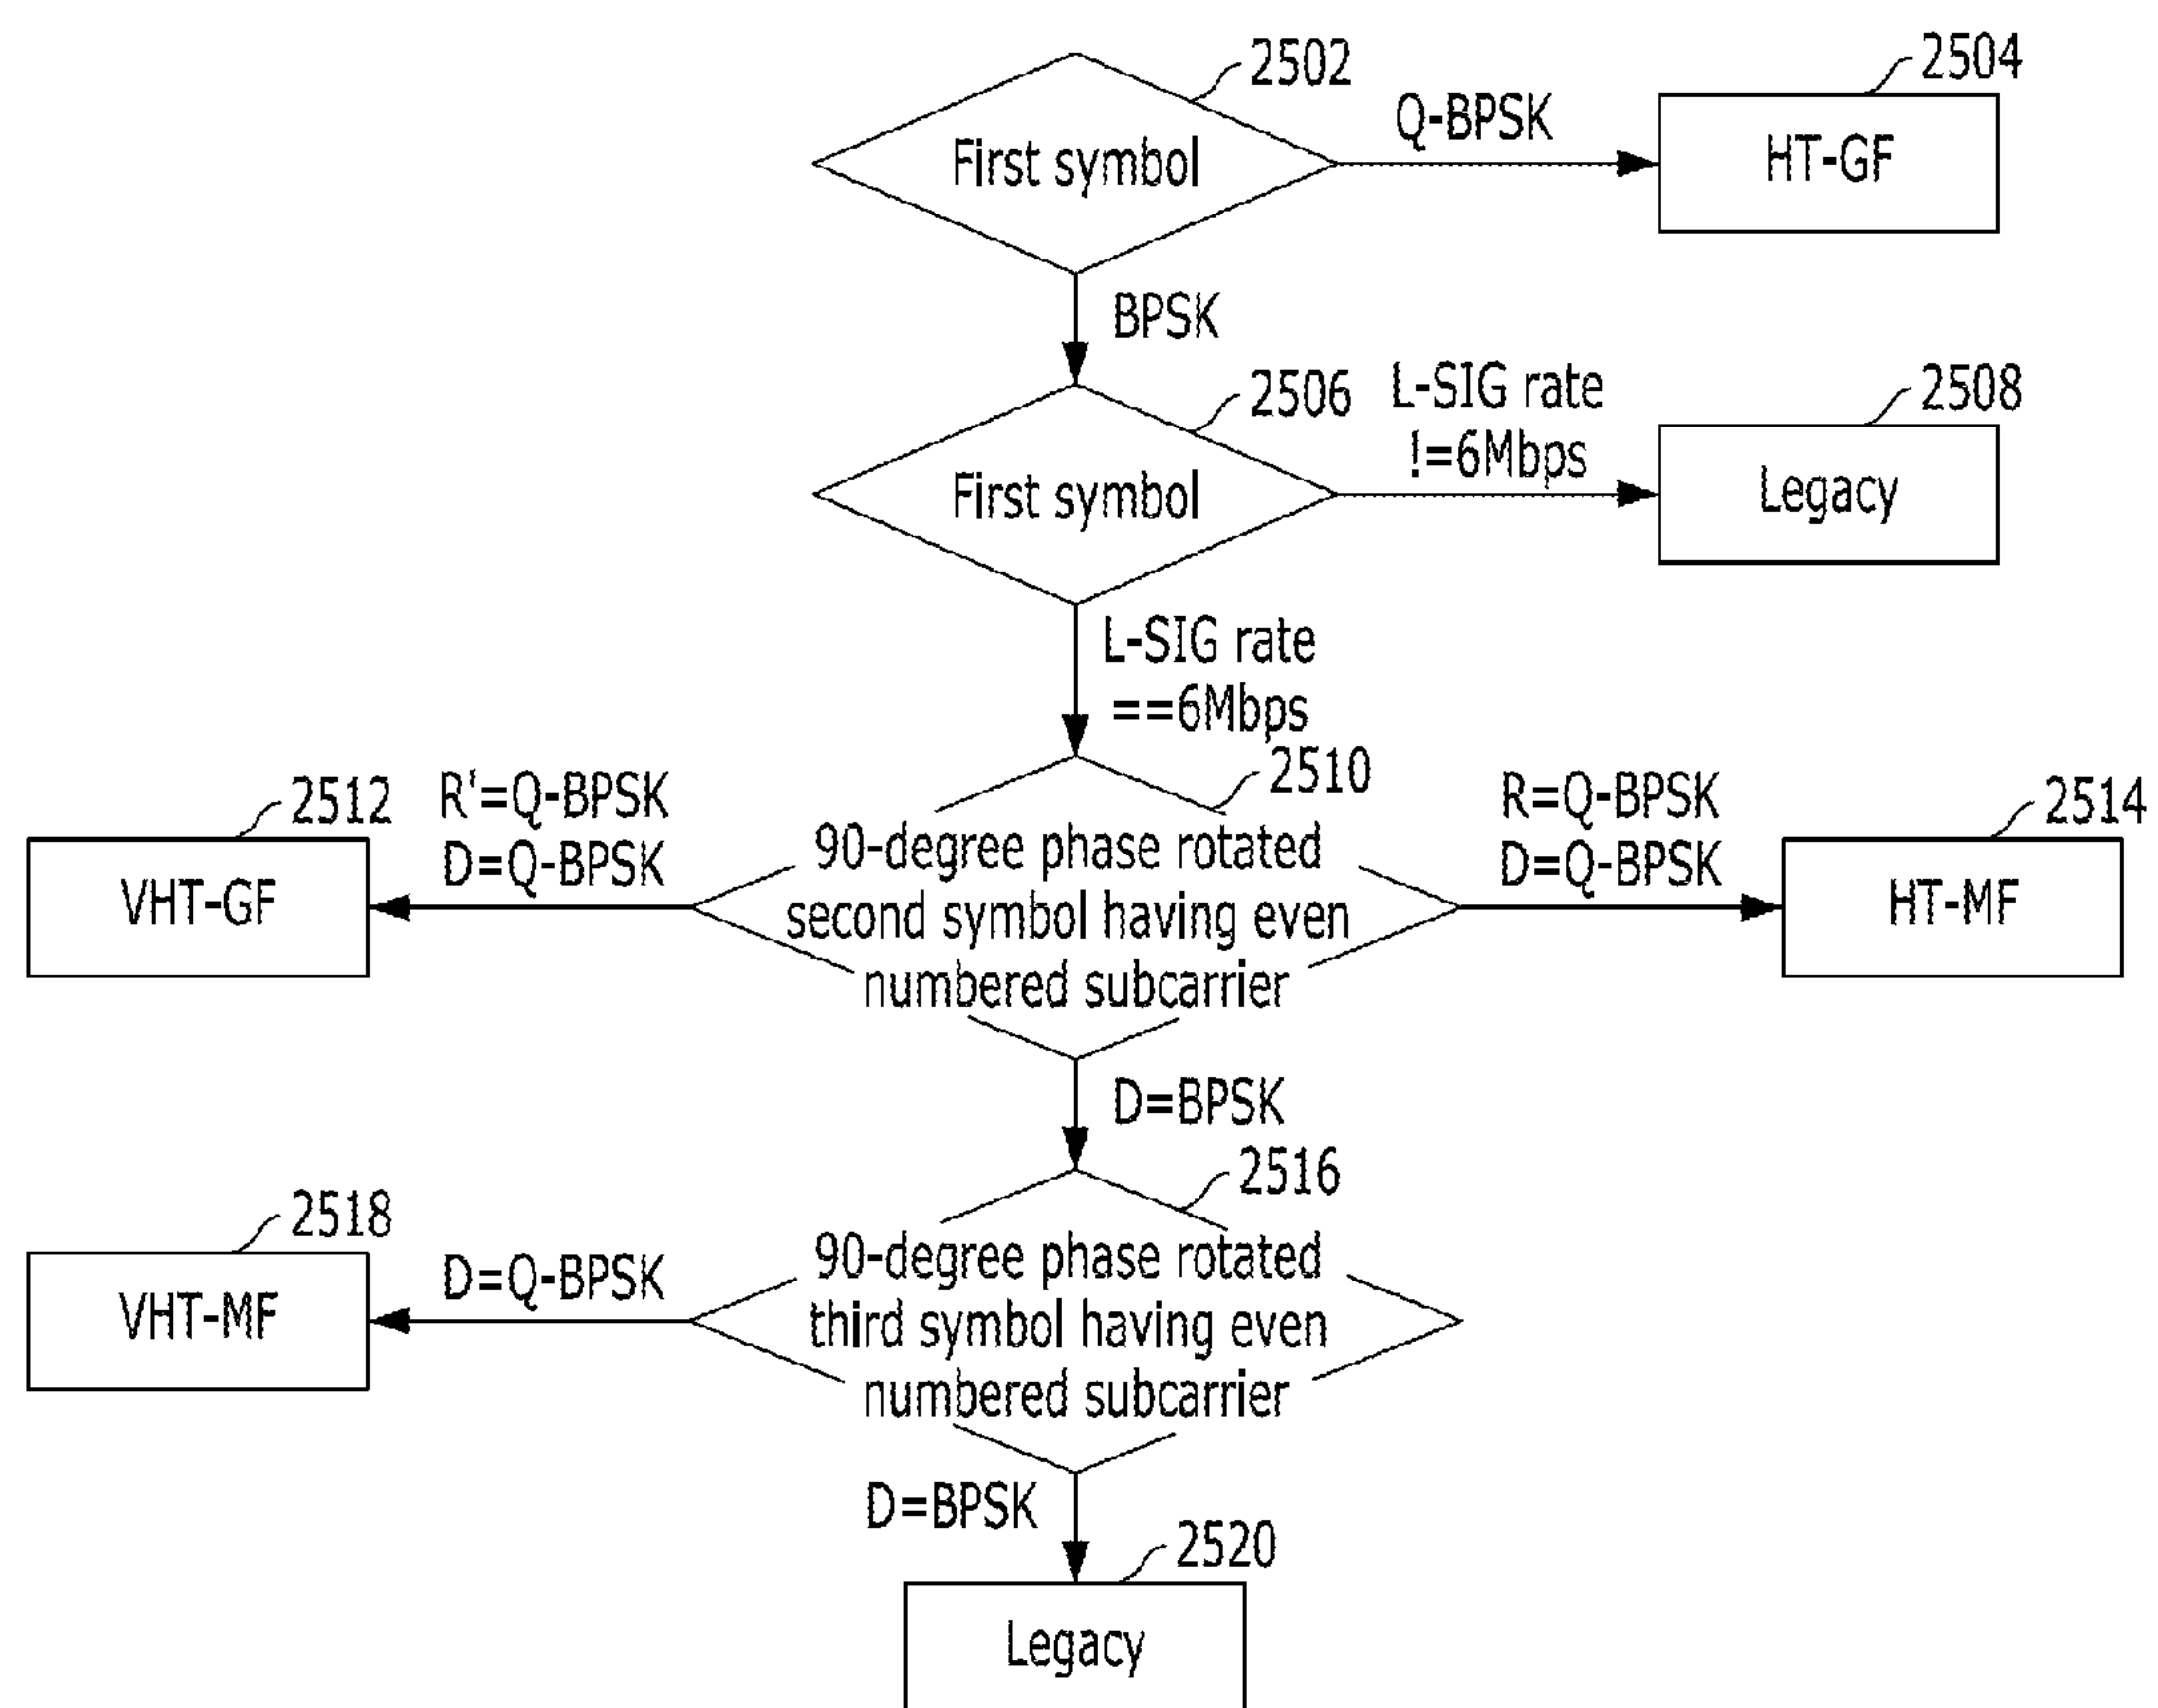 2502
First symbol
Q-BPSK
2504
HT-GF
BPSK
2506
First symbol
L-SIG rate
!=6Mbps
2508
Legacy
L-SIG rate
==6Mbps
2510
90-degree phase rotated
second symbol having even
numbered subcarrier
R'=Q-BPSK
D=Q-BPSK
2512
VHT-GF
R=Q-BPSK
D=Q-BPSK
2514
HT-MF
D=BPSK
2516
90-degree phase rotated
third symbol having even
numbered subcarrier
D=Q-BPSK
2518
VHT-MF
D=BPSK
2520
Legacy